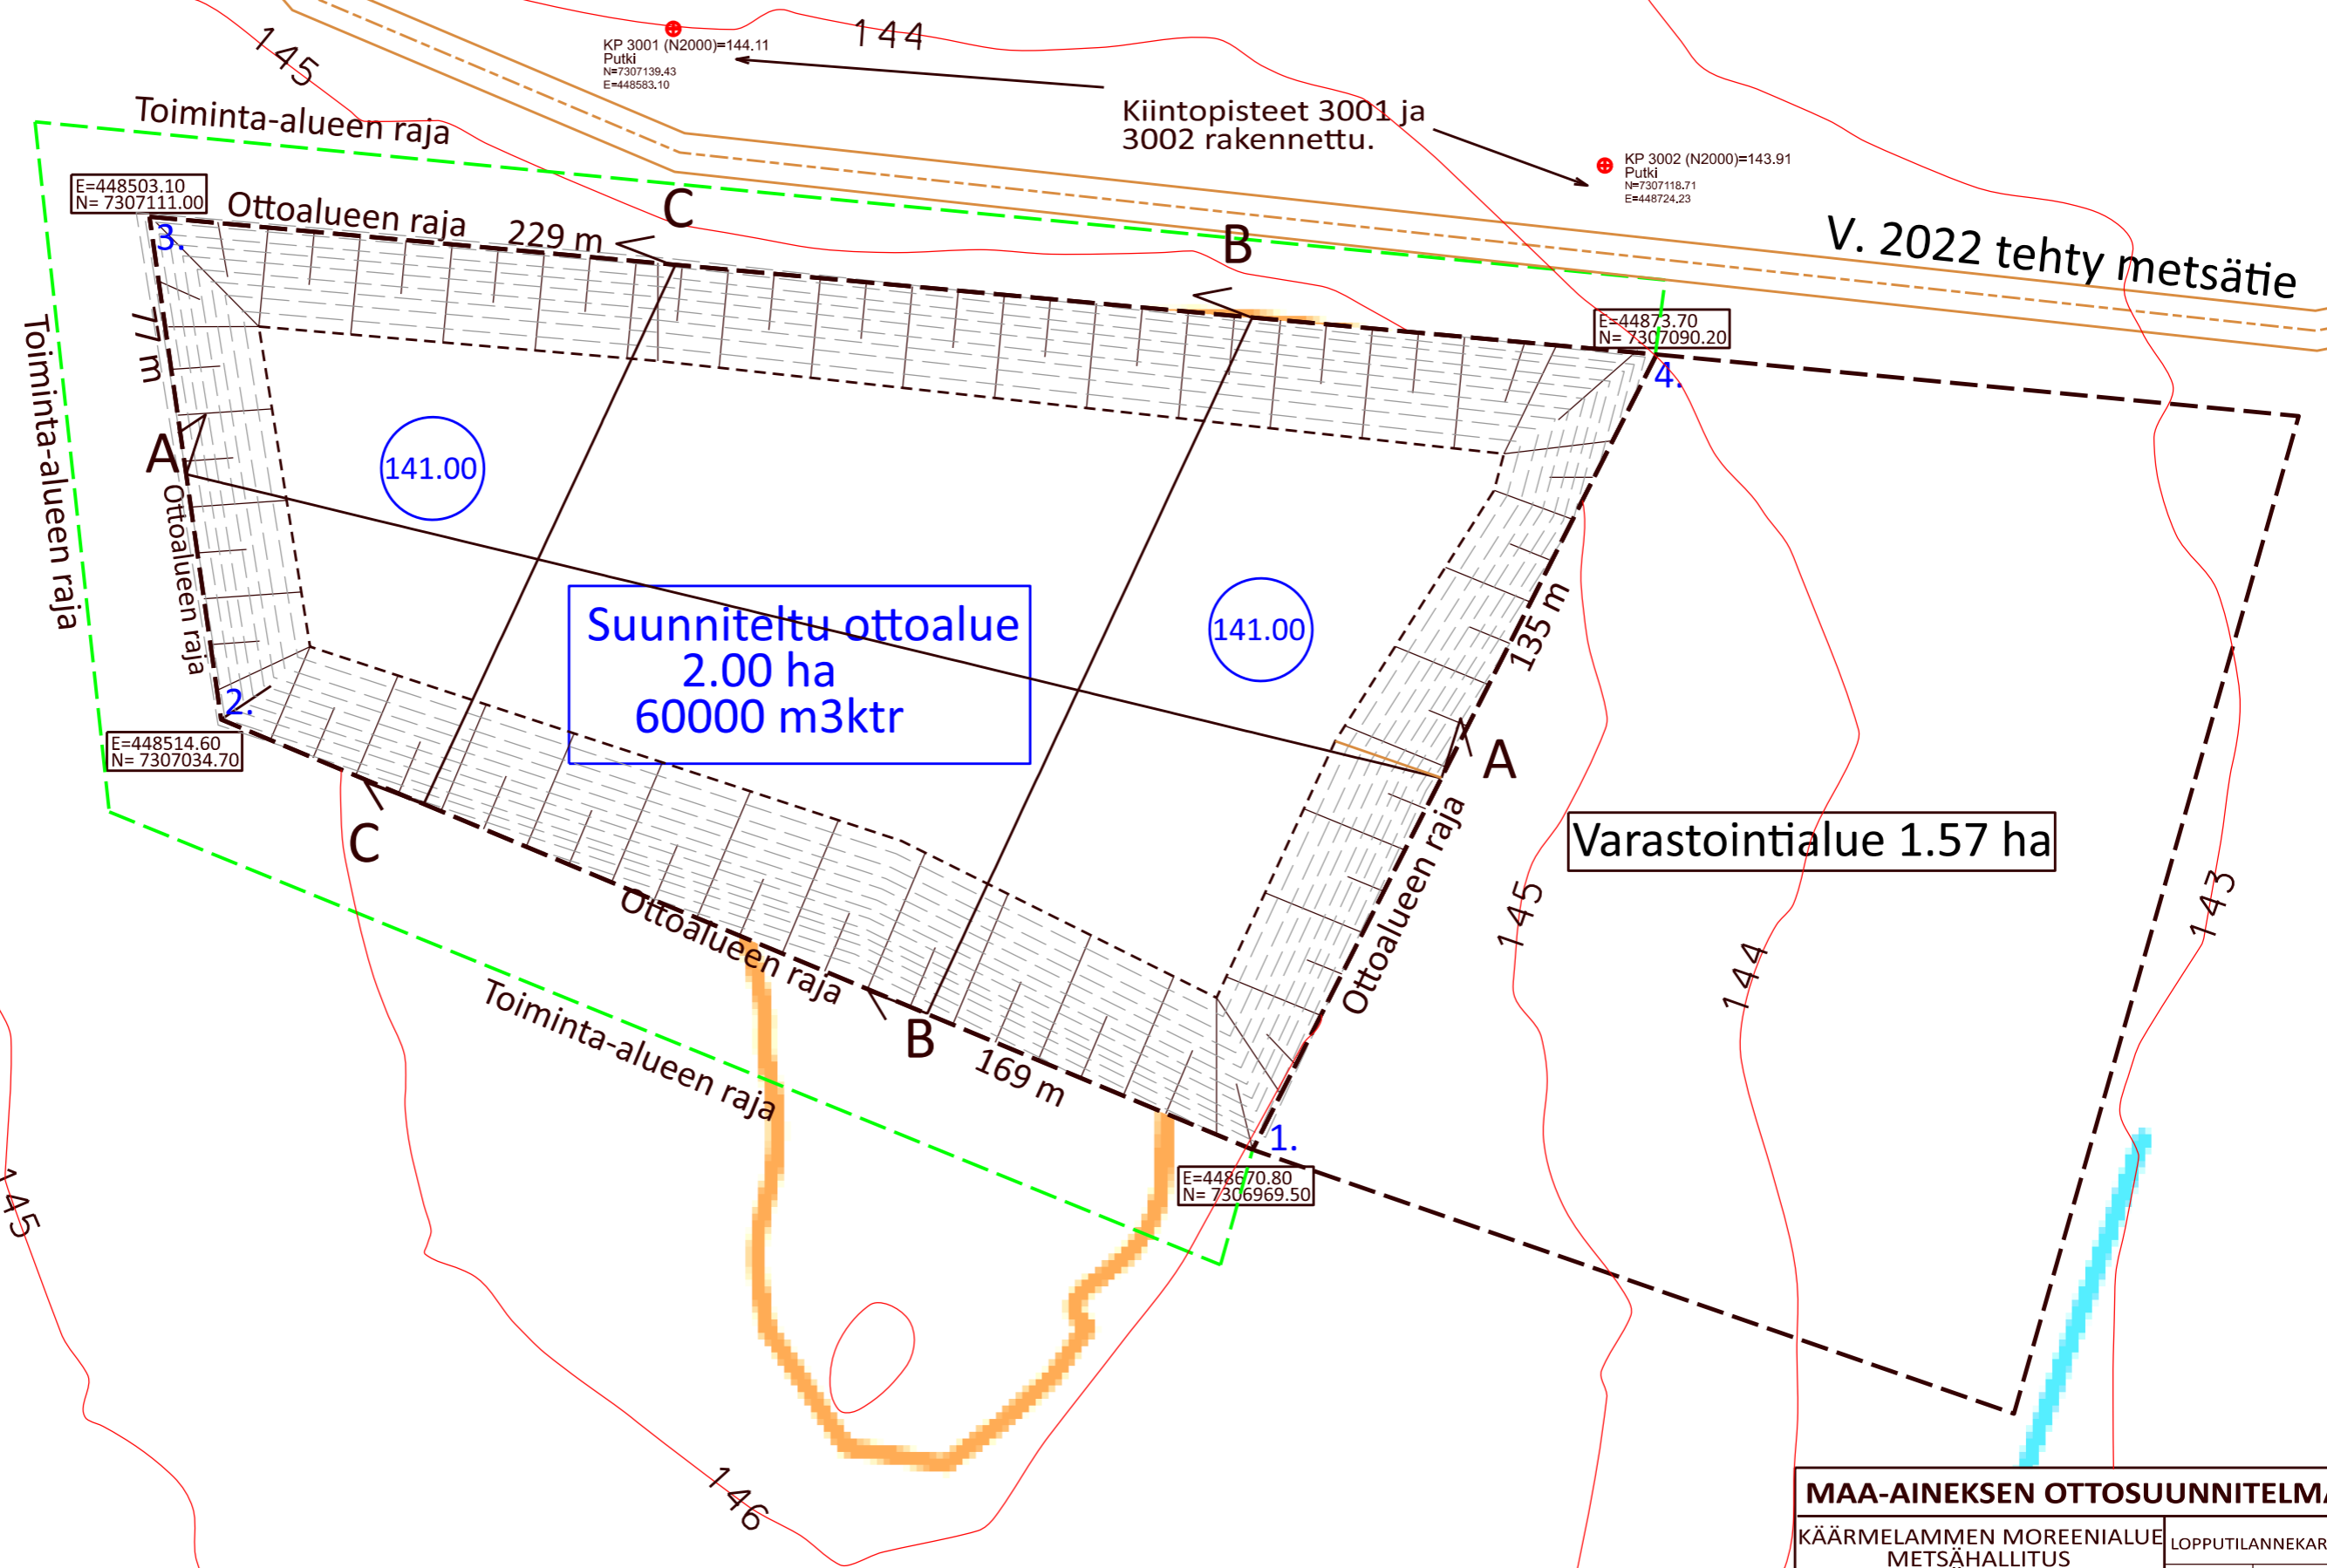 145
144
KP 3001 (N2000)=144.11
Putki
N=7307139.43
E=448583.10
Kiintopisteet 3001 ja
3002 rakennettu.
KP 3002 (N2000)=143.91
Putki
N=7307118.71
E=448724.23
Toiminta-alueen raja
E=448503.10
N= 7307111.00
Ottoalueen raja 229 m
C
B
V. 2022 tehty metsätie
3.
E=44873.70
N= 7307090.20
4.
77 m
Toiminta-alueen raja
A
Ottoalueen raja
141.00
141.00
Suunniteltu ottoalue
2.00 ha
60000 m3ktr
135 m
A
2.
E=448514.60
N= 7307034.70
C
Varastointialue 1.57 ha
Ottoalueen raja
Ottoalueen raja
145
144
143
Toiminta-alueen raja
B
169 m
1.
E=448670.80
N= 7306969.50
145
146
MAA-AINEKSEN OTTOSUUNNITELMA
KÄÄRMELAMMEN MOREENIALUE
METSÄHALLITUS
LOPPUTILANNEKAR